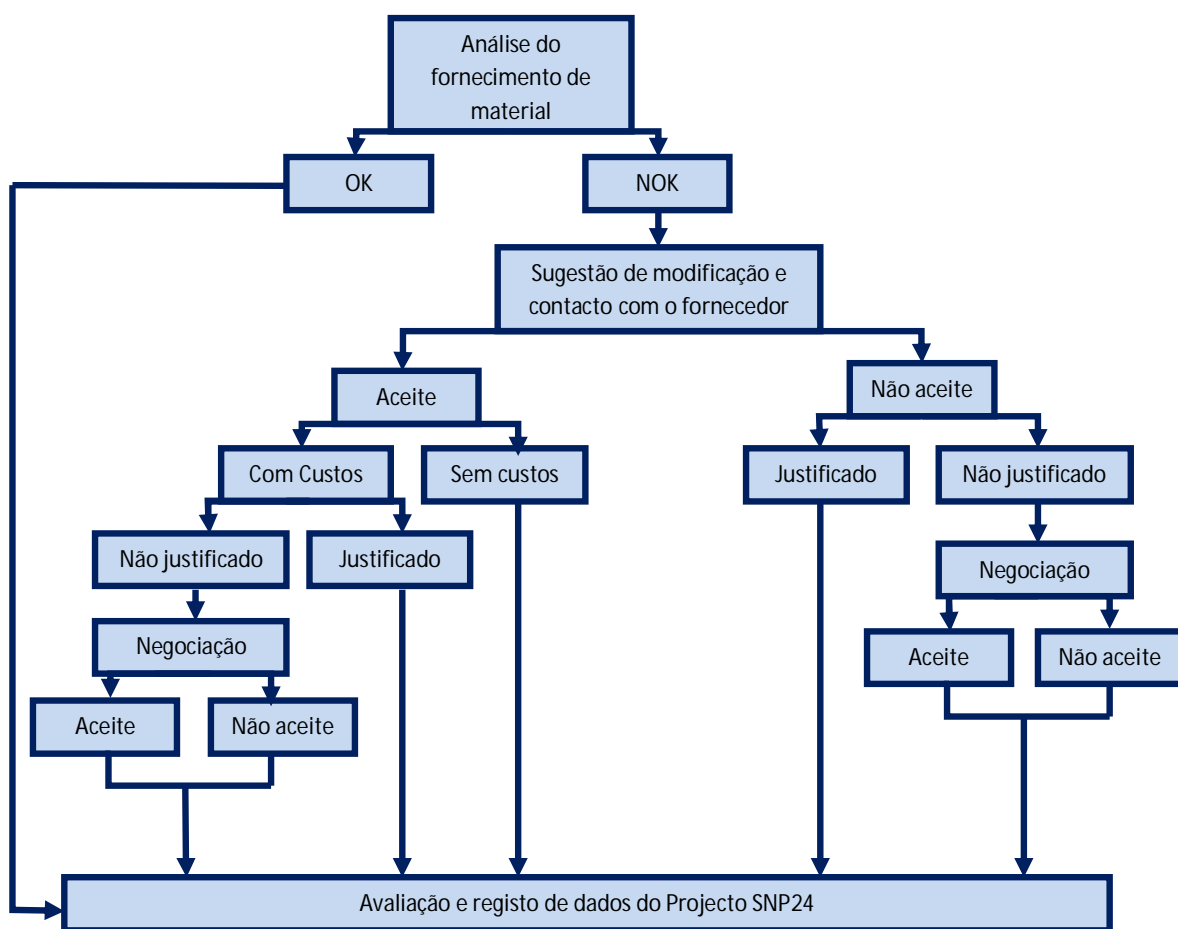 Análise do
fornecimento de
material
OK
NOK
Sugestão de modificação e
contacto com o fornecedor
Aceite
Não aceite
Com Custos
Sem custos
Justificado
Não justificado
Não justificado
Justificado
Negociação
Negociação
Aceite
Não aceite
Aceite
Não aceite
Avaliação e registo de dados do Projecto SNP24